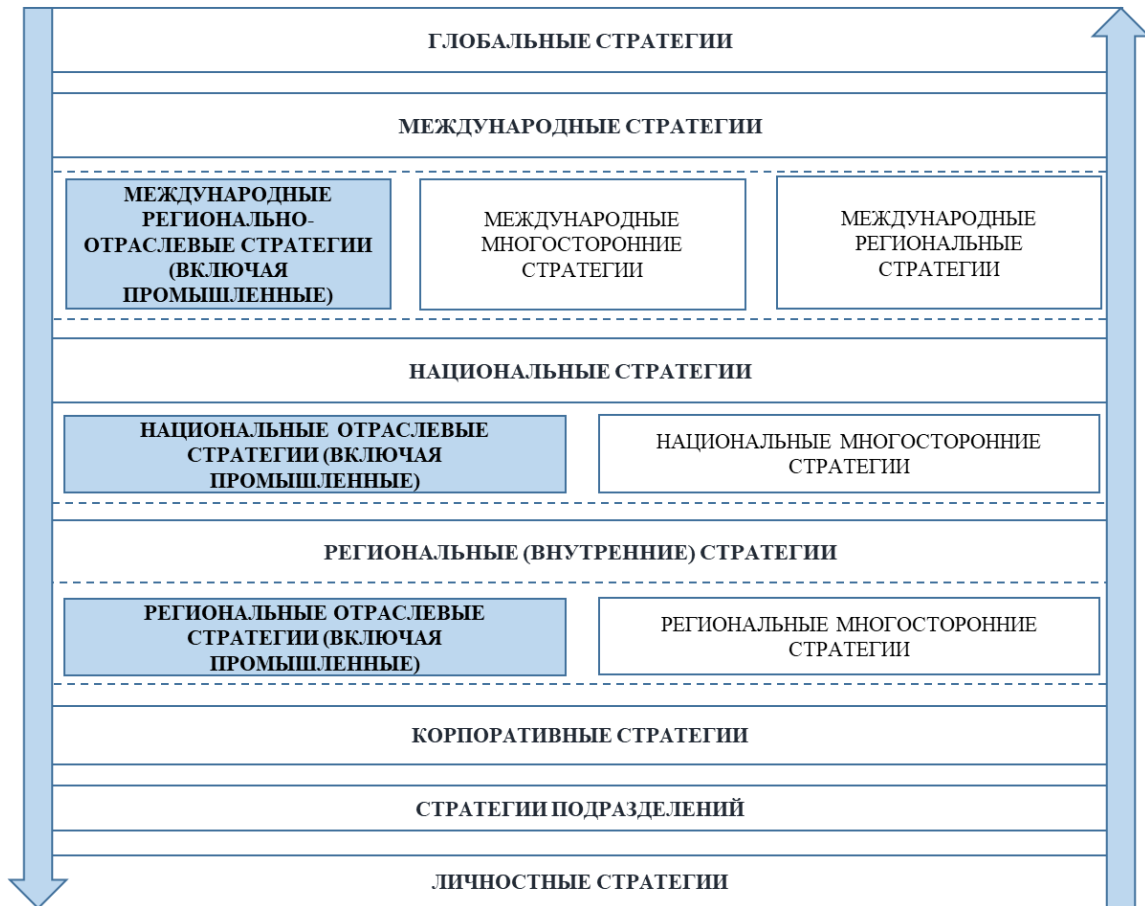 ГЛОБАЛЬНЫЕ СТРАТЕГИИ
МЕЖДУНАРОДНЫЕ СТРАТЕГИИ
МЕЖДУНАРОДНЫЕ
РЕГИОНАЛЬНО-
ОТРАСЛЕВЫЕ СТРАТЕГИИ
(ВКЛЮЧАЯ
ПРОМЫШЛЕННЫЕ)
МЕЖДУНАРОДНЫЕ
МНОГОСТОРОННИЕ
СТРАТЕГИИ
МЕЖДУНАРОДНЫЕ
РЕГИОНАЛЬНЫЕ
СТРАТЕГИИ
НАЦИОНАЛЬНЫЕ СТРАТЕГИИ
НАЦИОНАЛЬНЫЕ ОТРАСЛЕВЫЕ
СТРАТЕГИИ (ВКЛЮЧАЯ
ПРОМЫШЛЕННЫЕ)
НАЦИОНАЛЬНЫЕ МНОГОСТОРОННИЕ
СТРАТЕГИИ
РЕГИОНАЛЬНЫЕ (ВНУТРЕННИЕ) СТРАТЕГИИ
РЕГИОНАЛЬНЫЕ ОТРАСЛЕВЫЕ
СТРАТЕГИИ (ВКЛЮЧАЯ
ПРОМЫШЛЕННЫЕ)
РЕГИОНАЛЬНЫЕ МНОГОСТОРОННИЕ
СТРАТЕГИИ
КОРПОРАТИВНЫЕ СТРАТЕГИИ
СТРАТЕГИИ ПОДРАЗДЕЛЕНИЙ
ЛИЧНОСТНЫЕ СТРАТЕГИИ